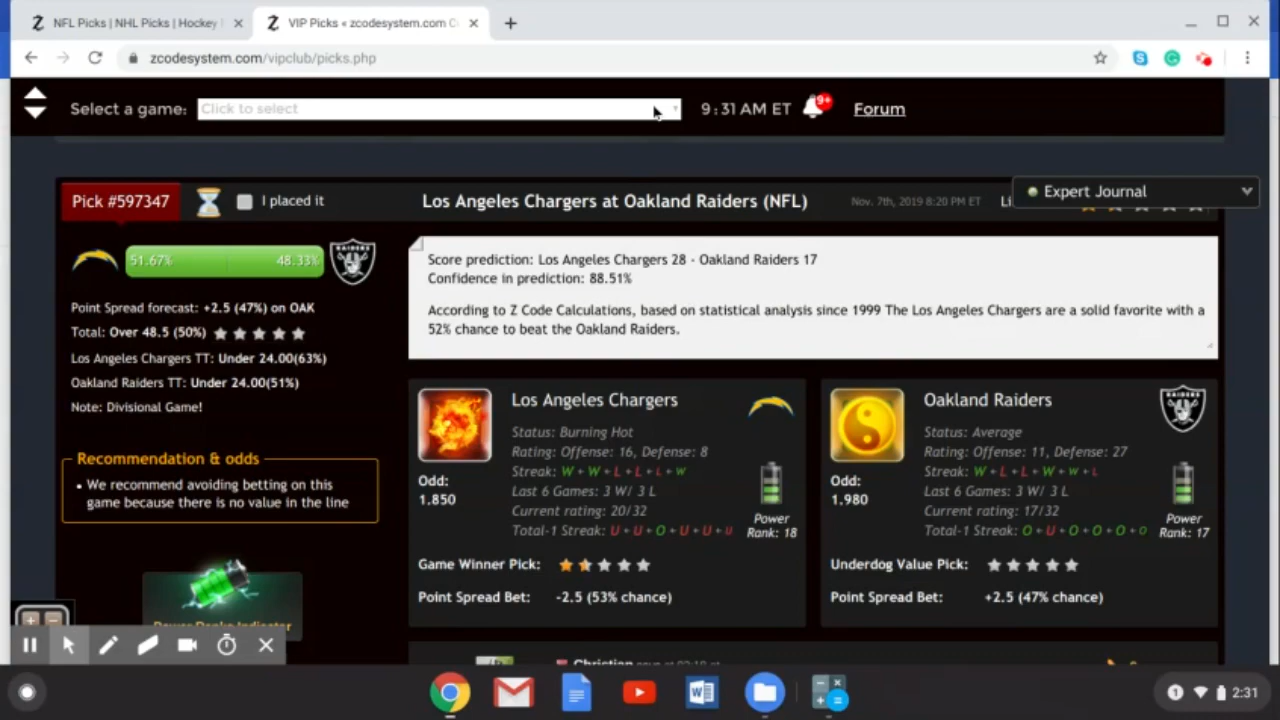 NFL Picks | NHL Picks | Hockey
VIP Picks « zcodesystem.com
zcodesystem.com/vipclub/picks.php
Select a game: Click to select
9:31 AM ET
9+
Forum
Pick #597347
I placed it
Los Angeles Chargers at Oakland Raiders (NFL)
Nov. 7th, 2019 8:20 PM ET
Expert Journal
51.67% 48.33%
RAIDERS
Point Spread forecast: +2.5 (47%) on OAK
Total: Over 48.5 (50%)
Los Angeles Chargers TT: Under 24.00(63%)
Oakland Raiders TT: Under 24.00(51%)
Note: Divisional Game!
Recommendation & odds
• We recommend avoiding betting on this
game because there is no value in the line
Score prediction: Los Angeles Chargers 28 - Oakland Raiders 17
Confidence in prediction: 88.51%
According to Z Code Calculations, based on statistical analysis since 1999 The Los Angeles Chargers are a solid favorite with a
52% chance to beat the Oakland Raiders.
Los Angeles Chargers
Status: Burning Hot
Rating: Offense: 16, Defense: 8
Streak: W + W + L + L + L + W
Last 6 Games: 3 W/ 3 L
Current rating: 20/32
Total-1 Streak: U + U + O + U + U + U
Odd:
1.850
Power
Rank: 18
Game Winner Pick:
Point Spread Bet: -2.5 (53% chance)
Oakland Raiders
RAIDERS
Status: Average
Rating: Offense: 11, Defense: 27
Streak: W + L + L + W + W + L
Last 6 Games: 3 W/ 3 L
Current rating: 17/32
Total-1 Streak: O + U + O + O + O + O
Odd:
1.980
Power
Rank: 17
Underdog Value Pick:
Point Spread Bet: +2.5 (47% chance)
Christian
2:31